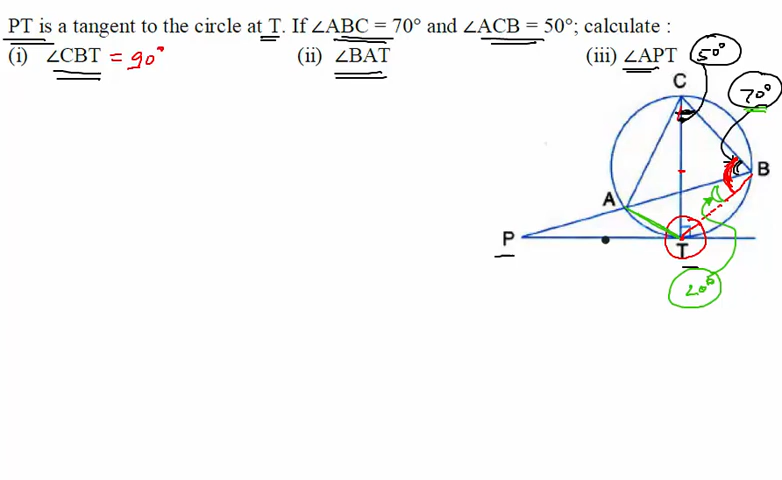 PT is a tangent to the circle at T. If ∠ABC = 70° and ∠ACB = 50°; calculate :
(i) ∠CBT = 90° (ii) ∠BAT (iii) ∠APT
50°
C
70°
B
A
P
T
20°